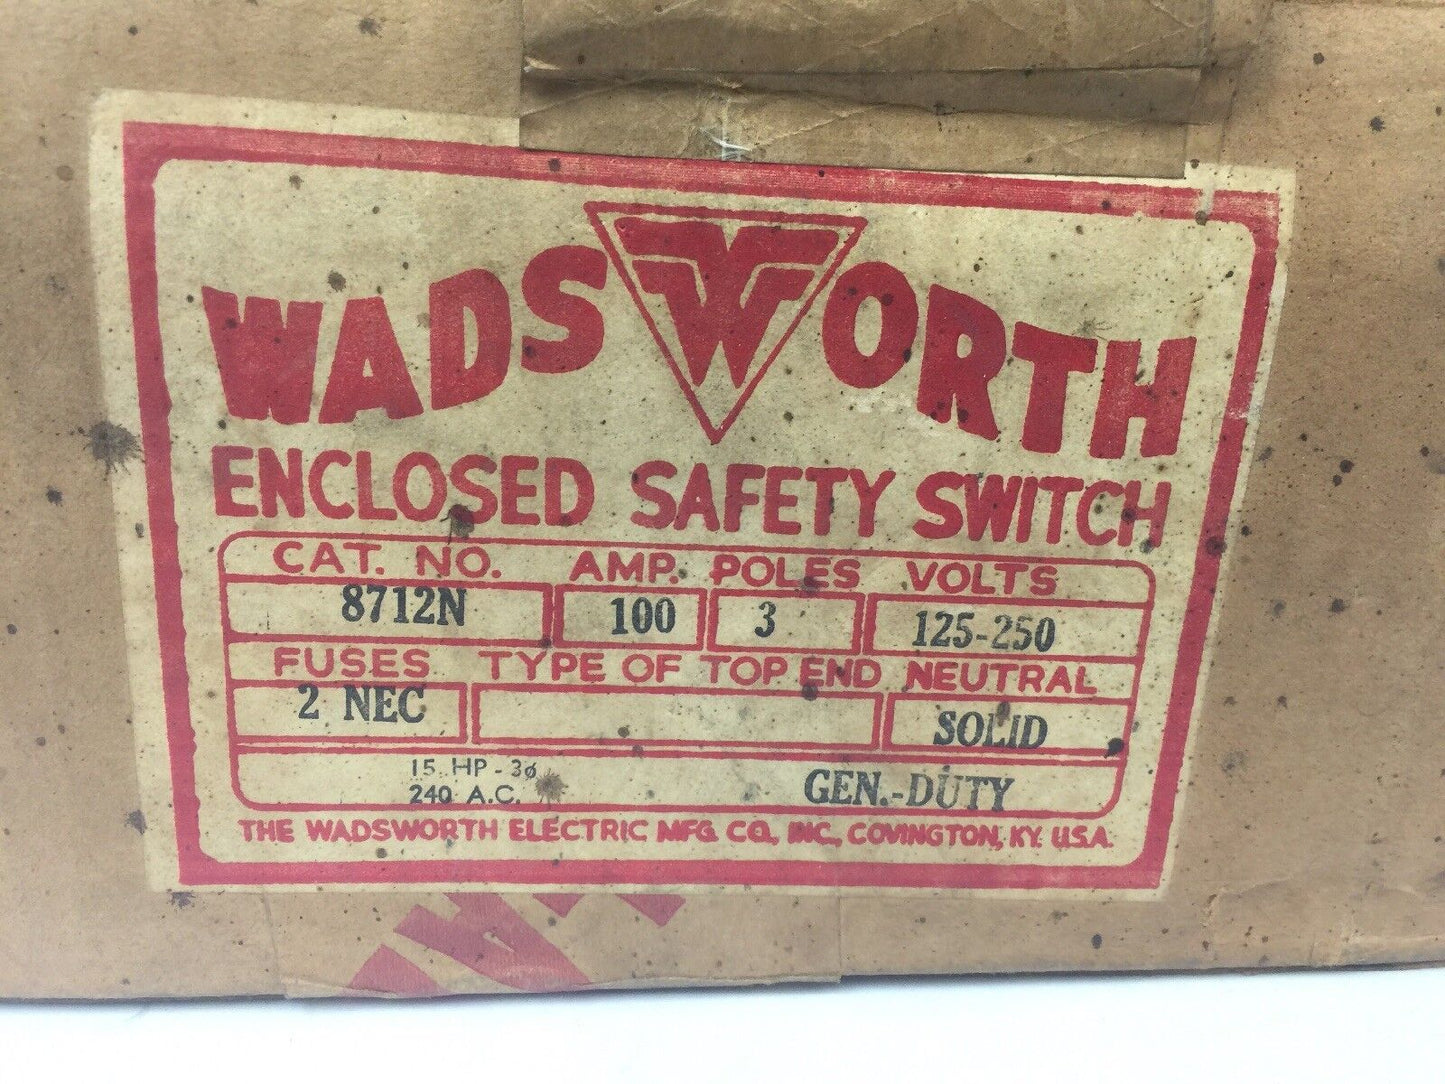 WADSWORTH
ENCLOSED SAFETY SWITCH
CAT. NO. AMP. POLES VOLTS
8712N 100 3 125-250
FUSES TYPE OF TOP END NEUTRAL
2 NEC SOLID
15 HP - 3ø
240 A.C. GEN.-DUTY
THE WADSWORTH ELECTRIC MFG. CO., INC., COVINGTON, KY. U.S.A.